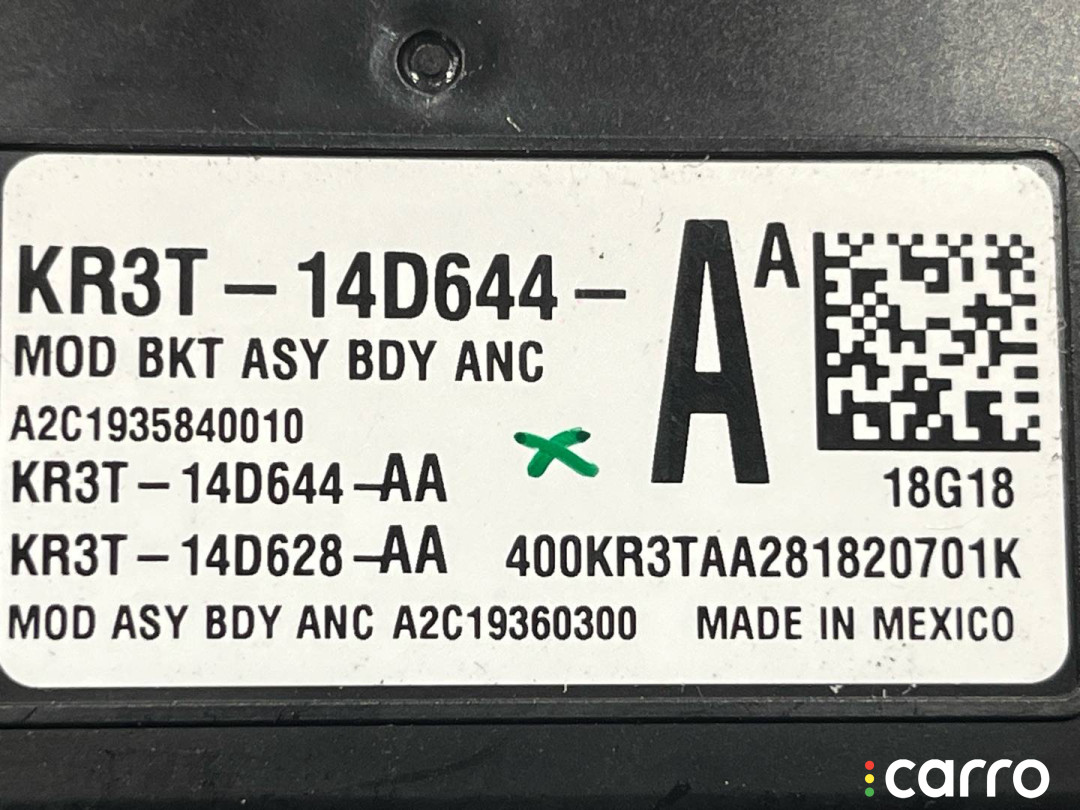 KR3T-14D644-AA
MOD BKT ASY BDY ANC
A2C1935840010
KR3T-14D644-AA
18G18
KR3T-14D628-AA 400KR3TAA281820701K
MOD ASY BDY ANC A2C19360300 MADE IN MEXICO
carro